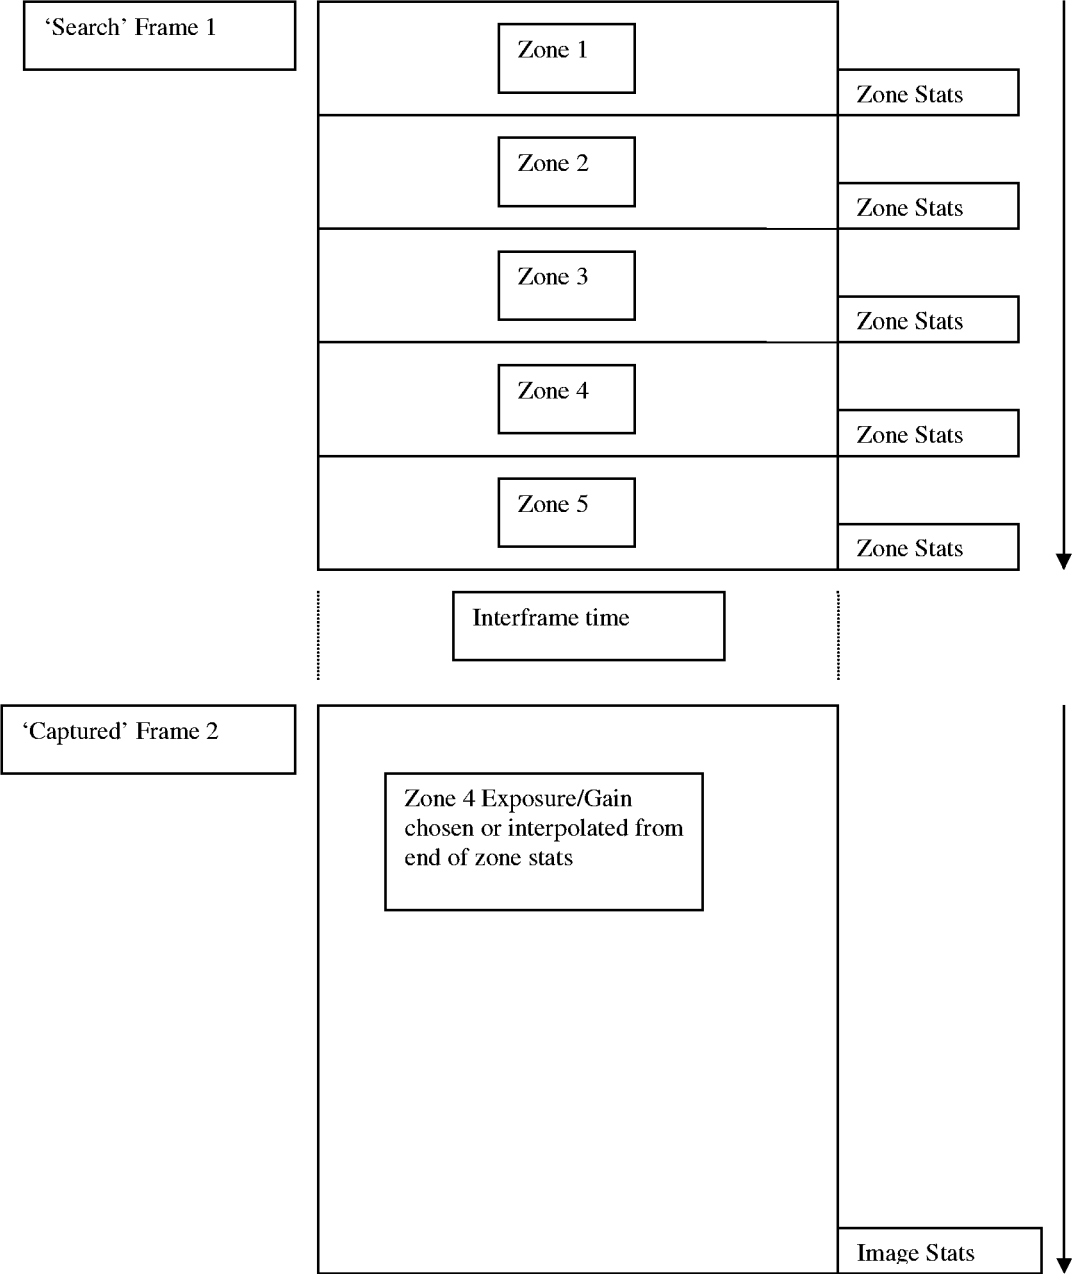 ‘Search’ Frame 1
Zone 1
Zone Stats
Zone 2
Zone Stats
Zone 3
Zone Stats
Zone 4
Zone Stats
Zone 5
Zone Stats
Interframe time
‘Captured’ Frame 2
Zone 4 Exposure/Gain
chosen or interpolated from
end of zone stats
Image Stats